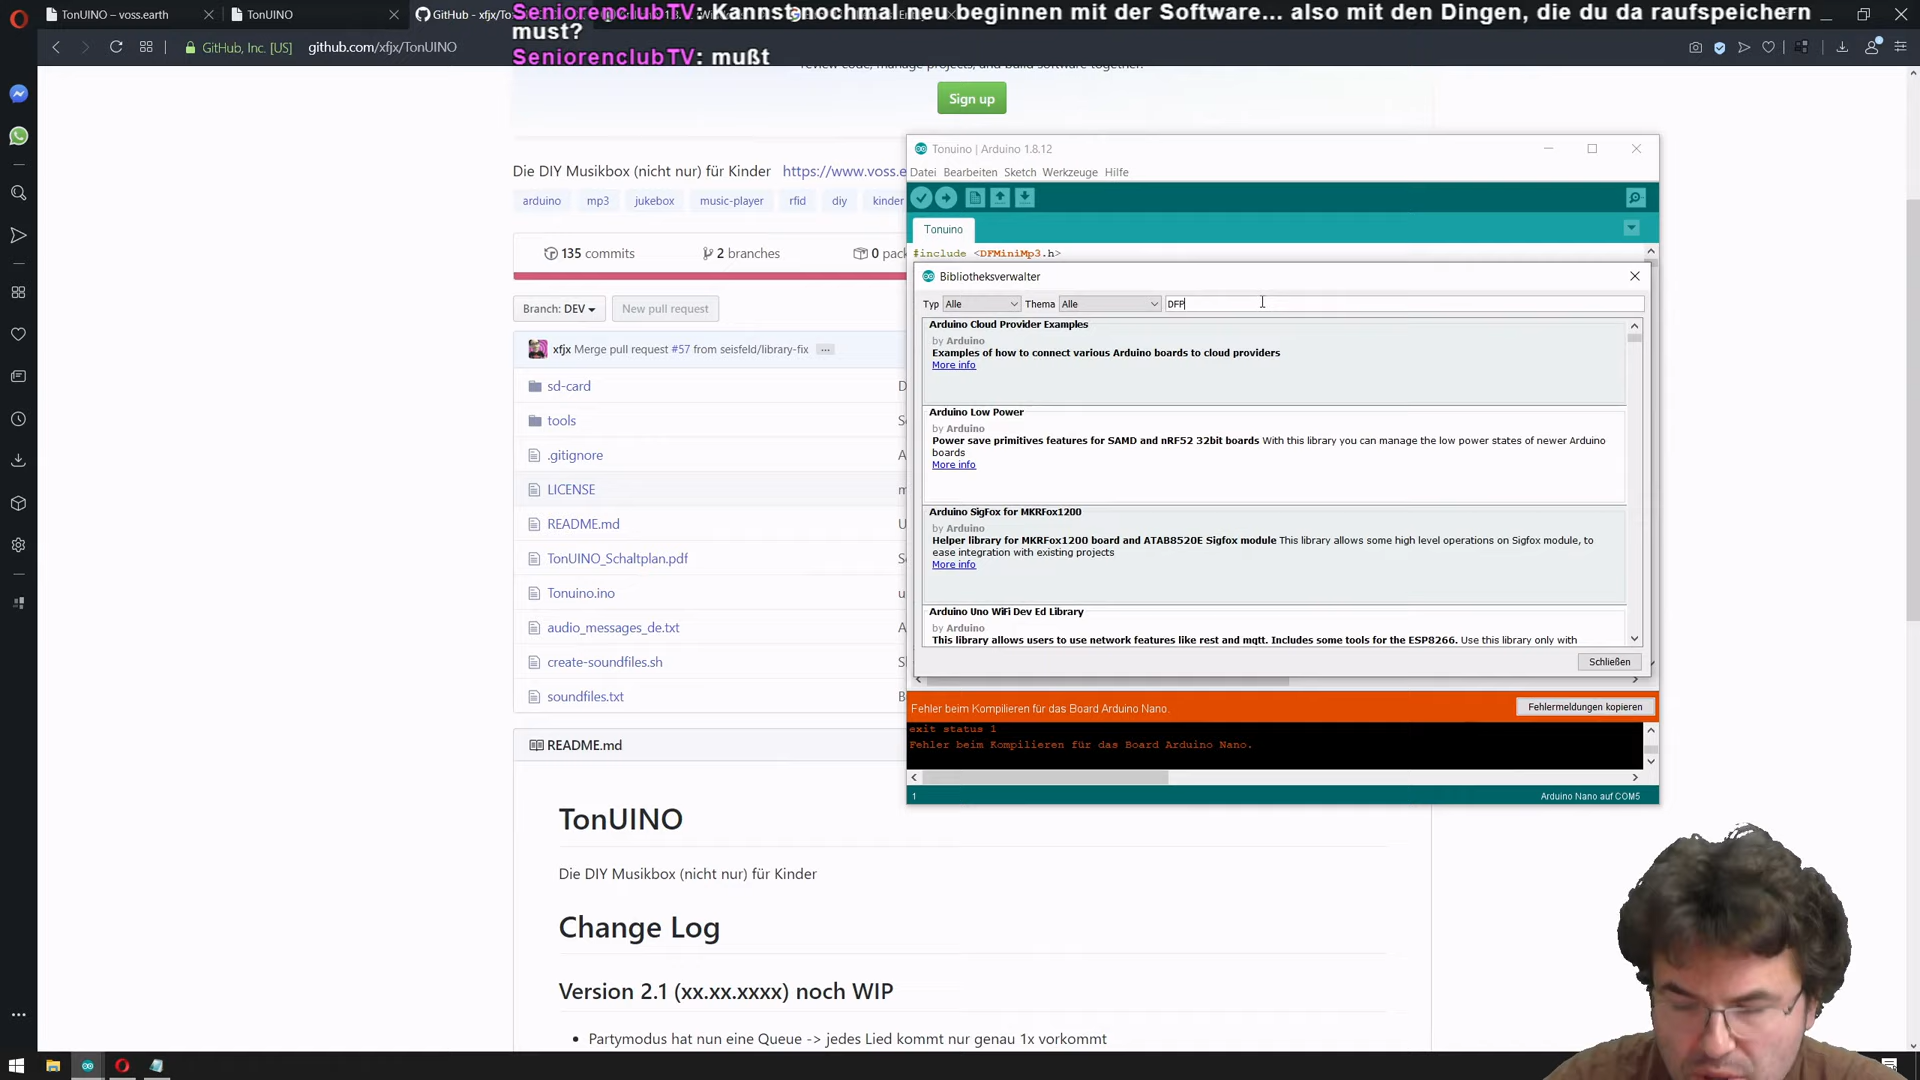 SeniorenclubTV: Kannst nochmal neu beginnen mit der Software... also mit den Dingen, die du da raufspeichern
must?
SeniorenclubTV: mußt
TonUINO – voss.earth
TonUINO
GitHub - xfjx/To
GitHub, Inc. [US]
github.com/xfjx/TonUINO
review code, manage projects, and build software together.
Sign up
Die DIY Musikbox (nicht nur) für Kinder https://www.voss.e
arduino mp3 jukebox music-player rfid diy kinder
135 commits
2 branches
0 pack
Branch: DEV
New pull request
xfjx Merge pull request #57 from seisfeld/library-fix ...
sd-card
tools
.gitignore
LICENSE
README.md
TonUINO_Schaltplan.pdf
Tonuino.ino
audio_messages_de.txt
create-soundfiles.sh
soundfiles.txt
README.md
TonUINO
Die DIY Musikbox (nicht nur) für Kinder
Change Log
Version 2.1 (xx.xx.xxxx) noch WIP
• Partymodus hat nun eine Queue -> jedes Lied kommt nur genau 1x vorkommt
Tonuino | Arduino 1.8.12
Datei Bearbeiten Sketch Werkzeuge Hilfe
Tonuino
#include <DFMiniMp3.h>
Bibliotheksverwalter
Typ Alle Thema Alle DFP
Arduino Cloud Provider Examples
by Arduino
Examples of how to connect various Arduino boards to cloud providers
More info
Arduino Low Power
by Arduino
Power save primitives features for SAMD and nRF52 32bit boards With this library you can manage the low power states of newer Arduino
boards
More info
Arduino SigFox for MKRFox1200
by Arduino
Helper library for MKRFox1200 board and ATAB8520E Sigfox module This library allows some high level operations on Sigfox module, to
ease integration with existing projects
More info
Arduino Uno WiFi Dev Ed Library
by Arduino
This library allows users to use network features like rest and mqtt. Includes some tools for the ESP8266. Use this library only with
Schließen
Fehler beim Kompilieren für das Board Arduino Nano.
Fehlermeldungen kopieren
exit status 1
Fehler beim Kompilieren für das Board Arduino Nano.
1
Arduino Nano auf COM5